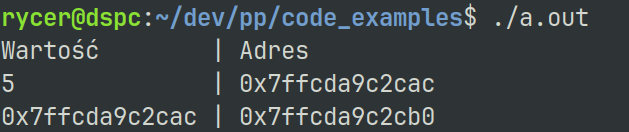 rycer@dspc:~/dev/pp/code_examples$ ./a.out
Wartość        | Adres
5              | 0x7ffcda9c2cac
0x7ffcda9c2cac | 0x7ffcda9c2cb0